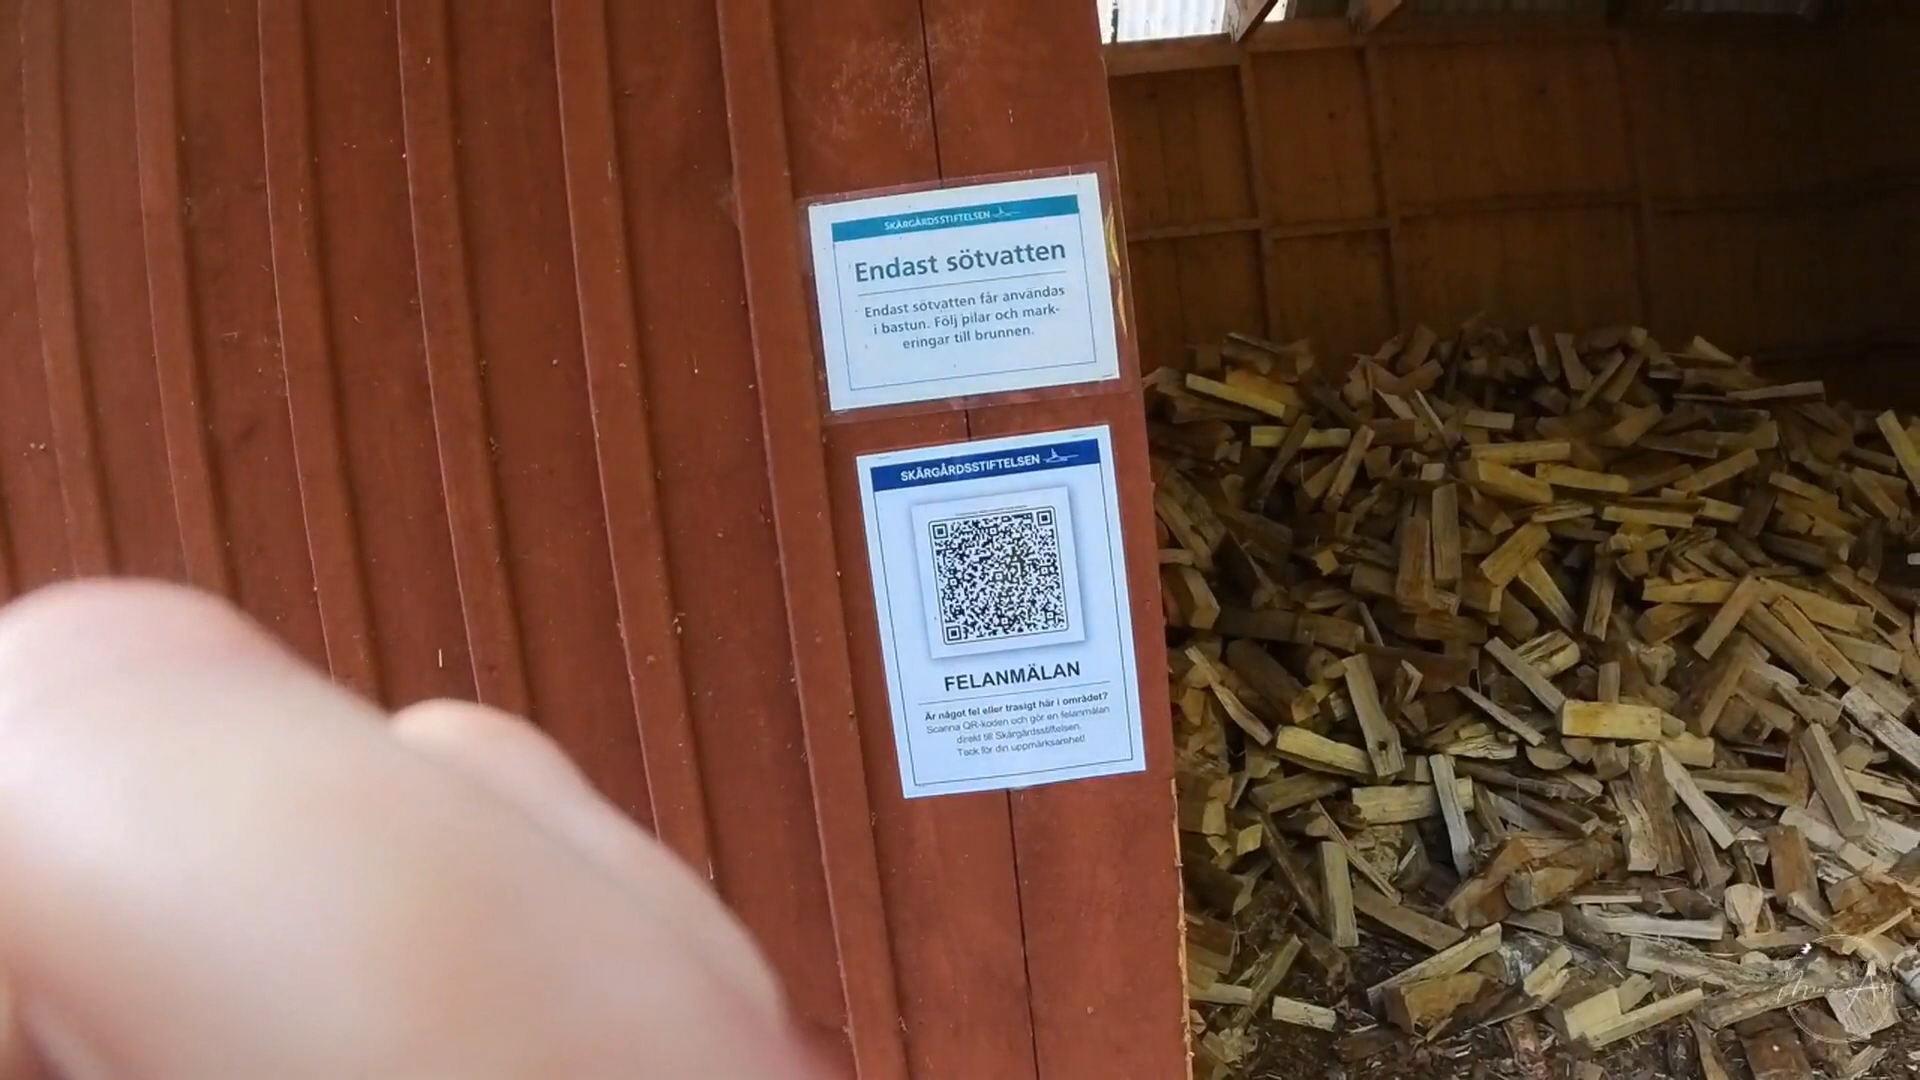 SKÄRGÅRDSSTIFTELSEN
Endast sötvatten
Endast sötvatten får användas
i bastun. Följ pilar och mark-
eringar till brunnen.
SKÄRGÅRDSSTIFTELSEN
FELANMÄLAN
Är något fel eller trasigt här i området?
Scanna QR-koden och gör en felanmälan
direkt till Skärgårdsstiftelsen.
Tack för din uppmärksamhet!